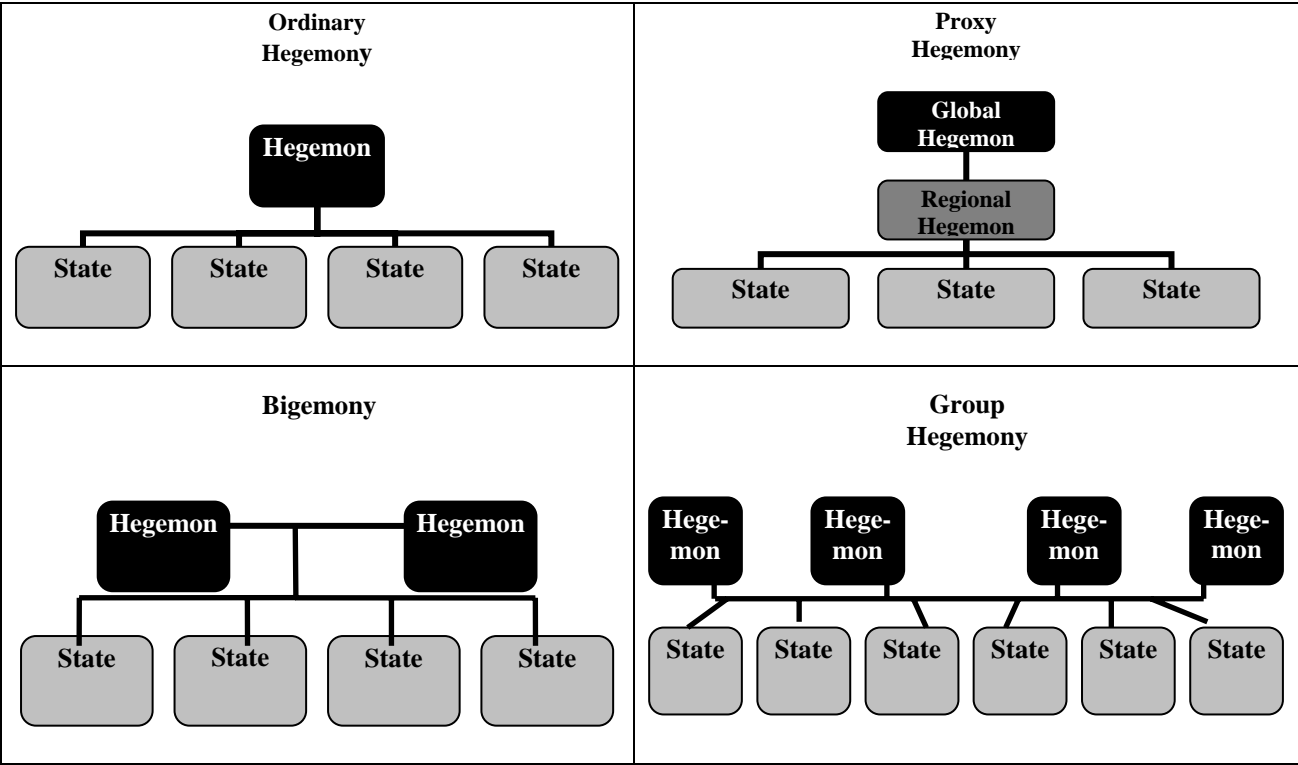 Ordinary
Hegemony
Hegemon
State State State State
Proxy
Hegemony
Global
Hegemon
Regional
Hegemon
State State State
Bigemony
Hegemon Hegemon
State State State State
Group
Hegemony
Hege- Hege- Hege- Hege-
mon mon mon mon
State State State State State State